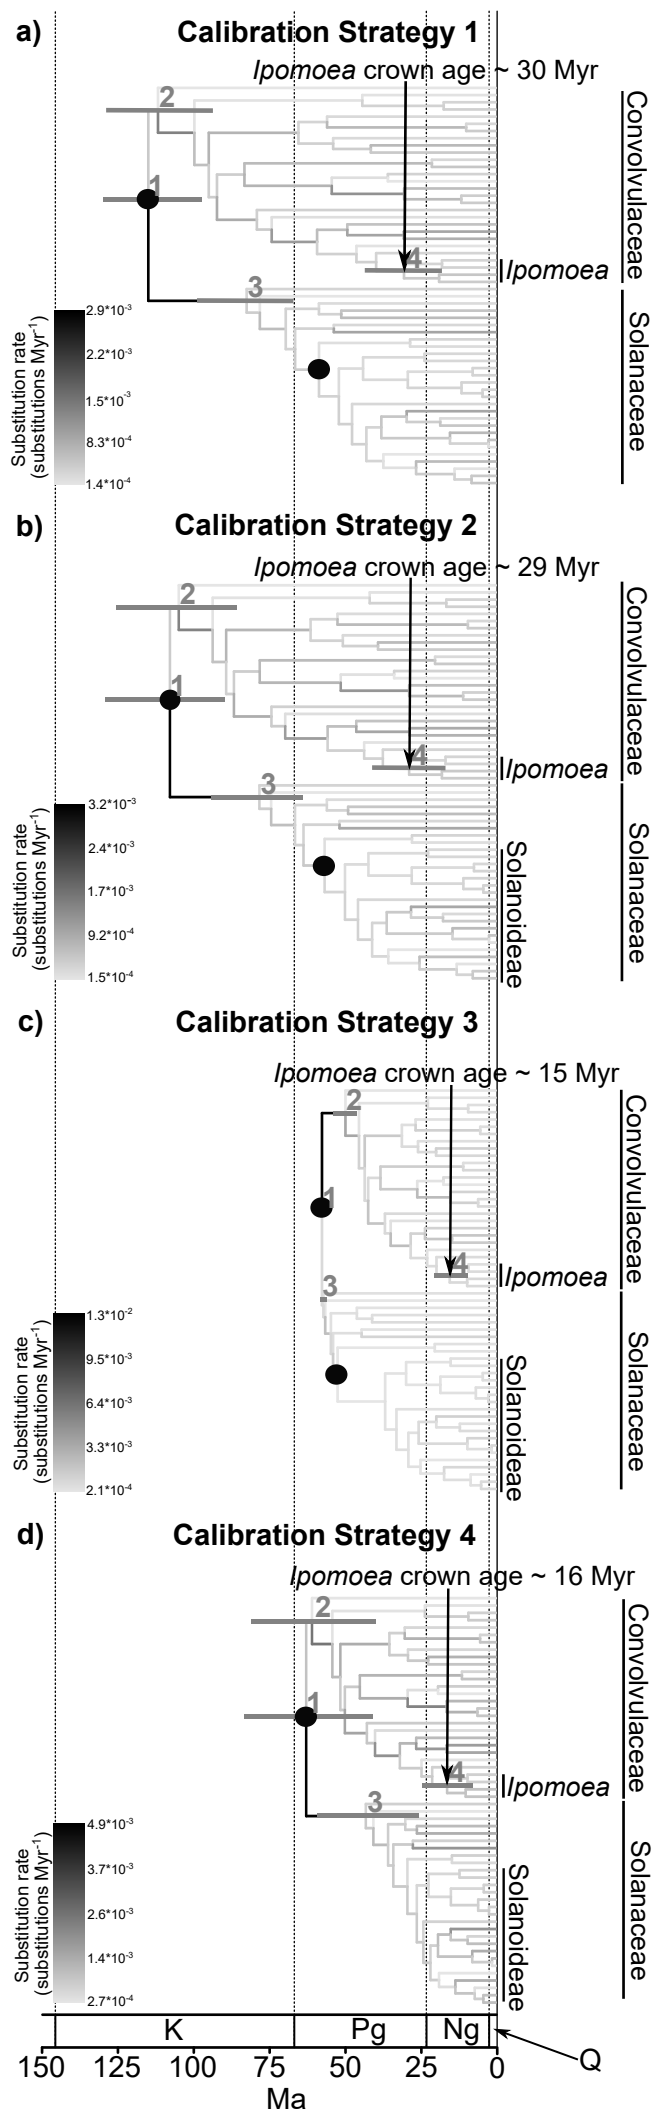 a)
Calibration Strategy 1
Ipomoea crown age ~ 30 Myr
2
1
4
3
Convolvulaceae
Ipomoea
Solanaceae
Substitution rate
(substitutions Myr⁻¹)
2.9*10⁻³
2.2*10⁻³
1.5*10⁻³
8.3*10⁻⁴
1.4*10⁻⁴
b)
Calibration Strategy 2
Ipomoea crown age ~ 29 Myr
2
1
4
3
Convolvulaceae
Ipomoea
Solanaceae
Solanoideae
Substitution rate
(substitutions Myr⁻¹)
3.2*10⁻³
2.4*10⁻³
1.7*10⁻³
9.2*10⁻⁴
1.5*10⁻⁴
c)
Calibration Strategy 3
Ipomoea crown age ~ 15 Myr
2
1
4
3
Convolvulaceae
Ipomoea
Solanaceae
Solanoideae
Substitution rate
(substitutions Myr⁻¹)
1.3*10⁻²
9.5*10⁻³
6.4*10⁻³
3.3*10⁻³
2.1*10⁻⁴
d)
Calibration Strategy 4
Ipomoea crown age ~ 16 Myr
2
1
4
3
Convolvulaceae
Ipomoea
Solanaceae
Solanoideae
Substitution rate
(substitutions Myr⁻¹)
4.9*10⁻³
3.7*10⁻³
2.6*10⁻³
1.4*10⁻³
2.7*10⁻⁴
K Pg Ng
Q
150 125 100 75 50 25 0
Ma